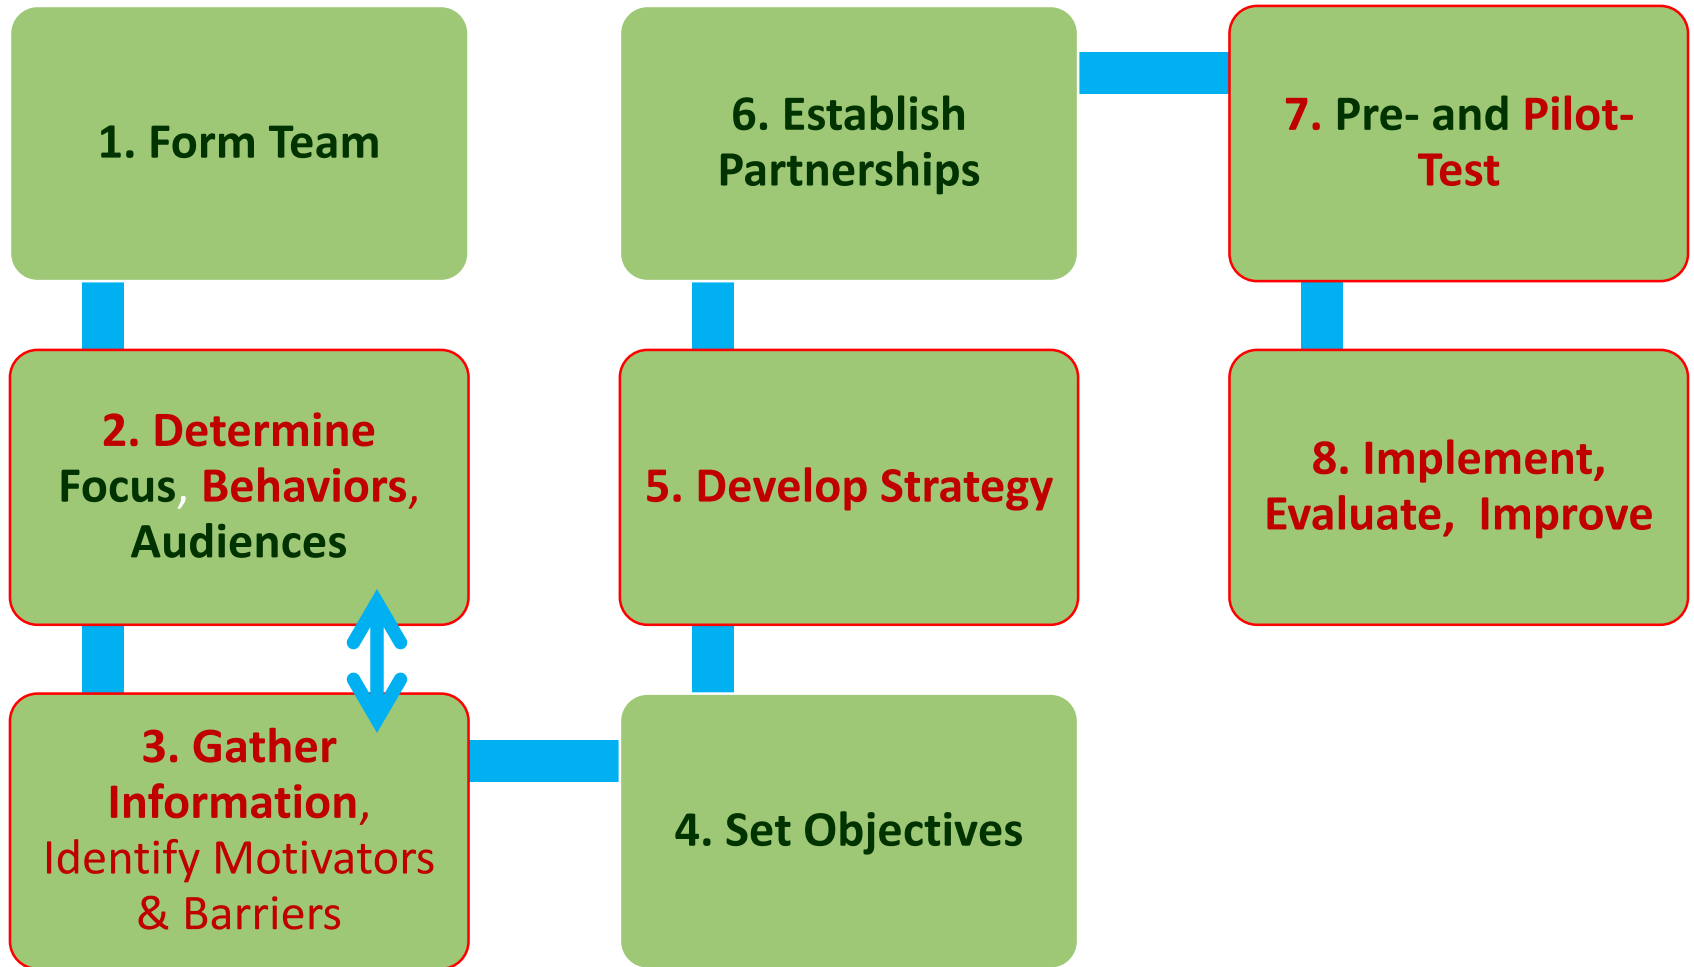 1. Form Team
2. Determine
Focus, Behaviors,
Audiences
3. Gather
Information,
Identify Motivators
& Barriers
4. Set Objectives
5. Develop Strategy
6. Establish
Partnerships
7. Pre- and Pilot-
Test
8. Implement,
Evaluate,  Improve